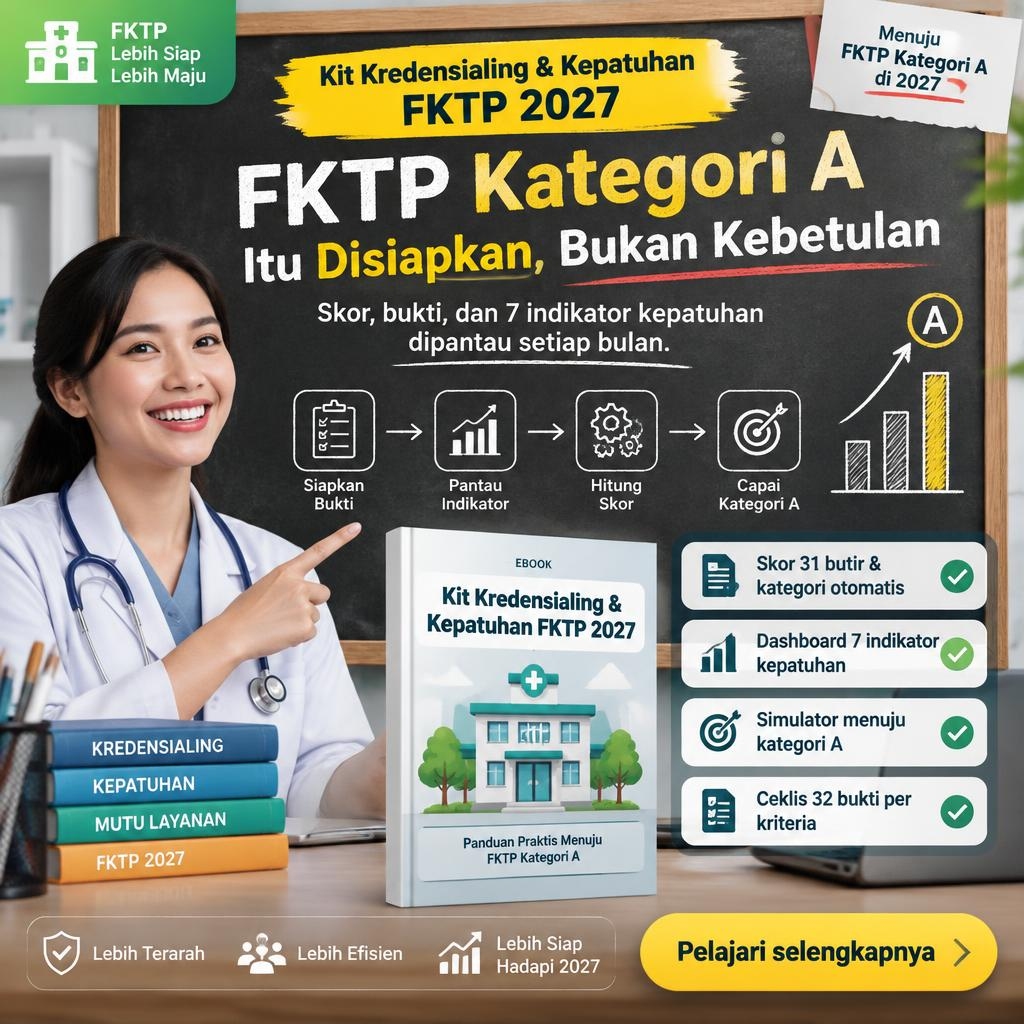 FKTP
Lebih Siap
Lebih Maju
Kit Kredensialing & Kepatuhan
FKTP 2027
Menuju
FKTP Kategori A
di 2027
FKTP Kategori A
Itu Disiapkan, Bukan Kebetulan
Skor, bukti, dan 7 indikator kepatuhan
dipantau setiap bulan.
A
Siapkan
Bukti
Pantau
Indikator
Hitung
Skor
Capai
Kategori A
EBOOK
Kit Kredensialing &
Kepatuhan FKTP 2027
FKTP
Panduan Praktis Menuju
FKTP Kategori A
Skor 31 butir &
kategori otomatis
Dashboard 7 indikator
kepatuhan
Simulator menuju
kategori A
Ceklis 32 bukti per
kriteria
KREDENSIALING
KEPATUHAN
MUTU LAYANAN
FKTP 2027
Lebih Terarah
Lebih Efisien
Lebih Siap
Hadapi 2027
Pelajari selengkapnya